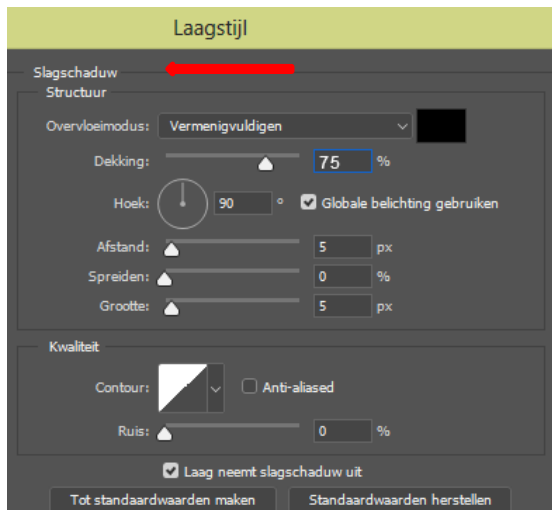 Laagstijl
Slagschaduw
Structuur
Overvloeimodus: Vermenigvuldigen
Dekking: 75 %
Hoek: 90 ° Globale belichting gebruiken
Afstand: 5 px
Spreiden: 0 %
Grootte: 5 px
Kwaliteit
Contour: Anti-aliased
Ruis: 0 %
Laag neemt slagschaduw uit
Tot standaardwaarden maken Standaardwaarden herstellen